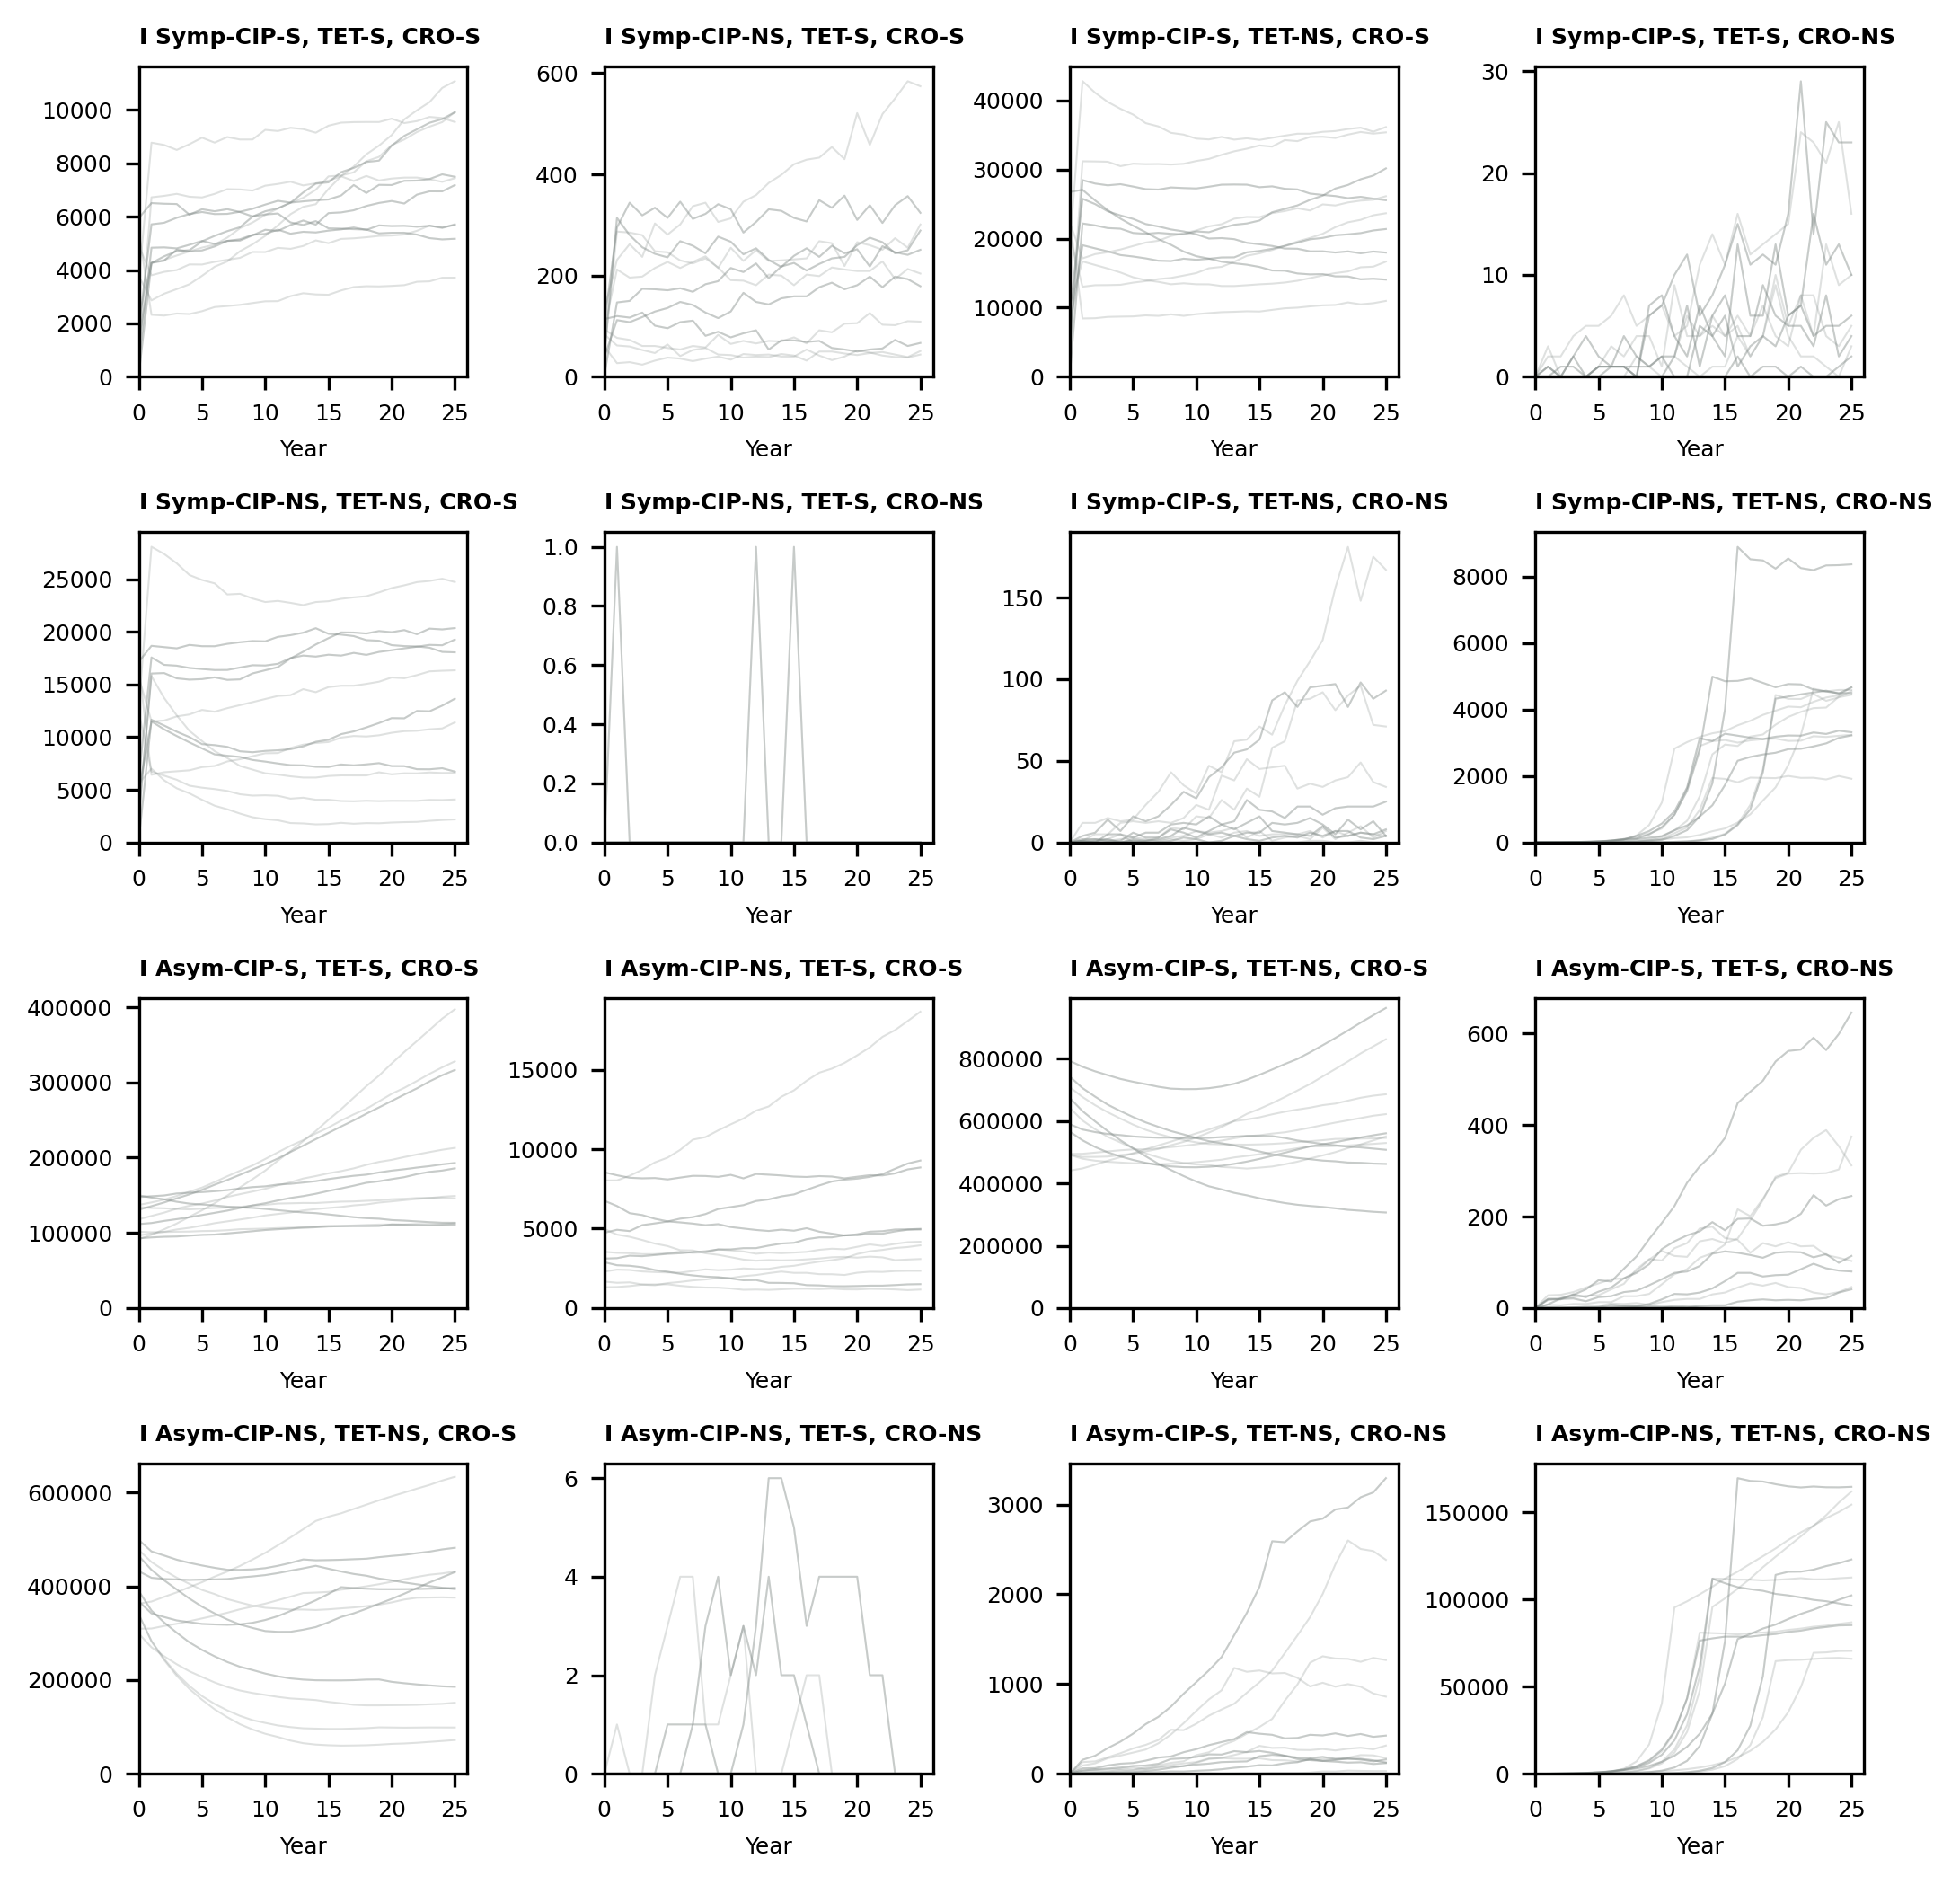 I Symp-CIP-S, TET-S, CRO-S
10000
8000
6000
4000
2000
0
0 5 10 15 20 25
Year
I Symp-CIP-NS, TET-S, CRO-S
600
400
200
0
0 5 10 15 20 25
Year
I Symp-CIP-S, TET-NS, CRO-S
40000
30000
20000
10000
0
0 5 10 15 20 25
Year
I Symp-CIP-S, TET-S, CRO-NS
30
20
10
0
0 5 10 15 20 25
Year
I Symp-CIP-NS, TET-NS, CRO-S
25000
20000
15000
10000
5000
0
0 5 10 15 20 25
Year
I Symp-CIP-NS, TET-S, CRO-NS
1.0
0.8
0.6
0.4
0.2
0.0
0 5 10 15 20 25
Year
I Symp-CIP-S, TET-NS, CRO-NS
150
100
50
0
0 5 10 15 20 25
Year
I Symp-CIP-NS, TET-NS, CRO-NS
8000
6000
4000
2000
0
0 5 10 15 20 25
Year
I Asym-CIP-S, TET-S, CRO-S
400000
300000
200000
100000
0
0 5 10 15 20 25
Year
I Asym-CIP-NS, TET-S, CRO-S
15000
10000
5000
0
0 5 10 15 20 25
Year
I Asym-CIP-S, TET-NS, CRO-S
800000
600000
400000
200000
0
0 5 10 15 20 25
Year
I Asym-CIP-S, TET-S, CRO-NS
600
400
200
0
0 5 10 15 20 25
Year
I Asym-CIP-NS, TET-NS, CRO-S
600000
400000
200000
0
0 5 10 15 20 25
Year
I Asym-CIP-NS, TET-S, CRO-NS
6
4
2
0
0 5 10 15 20 25
Year
I Asym-CIP-S, TET-NS, CRO-NS
3000
2000
1000
0
0 5 10 15 20 25
Year
I Asym-CIP-NS, TET-NS, CRO-NS
150000
100000
50000
0
0 5 10 15 20 25
Year